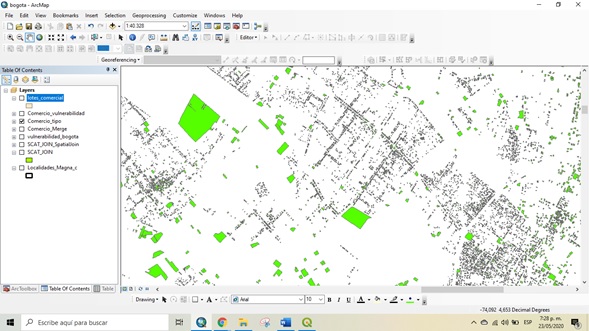 bogota - ArcMap
File Edit View Bookmarks Insert Selection Geoprocessing Customize Windows Help
1:40.328
Editor
Georeferencing
Table Of Contents
Layers
lotes_comercial
Comercio_vulnerabilidad
Comercio_tipo
Comercio_Merge
vulnerabilidad_bogota
SCAT_JOIN_SpatialJoin
SCAT_JOIN
Localidades_Magna_c
ArcToolbox Table Of Contents Table
Drawing A Arial 10 B I U A
-74,092 4,653 Decimal Degrees
Escribe aquí para buscar
ESP
7:28 p. m.
23/05/2020